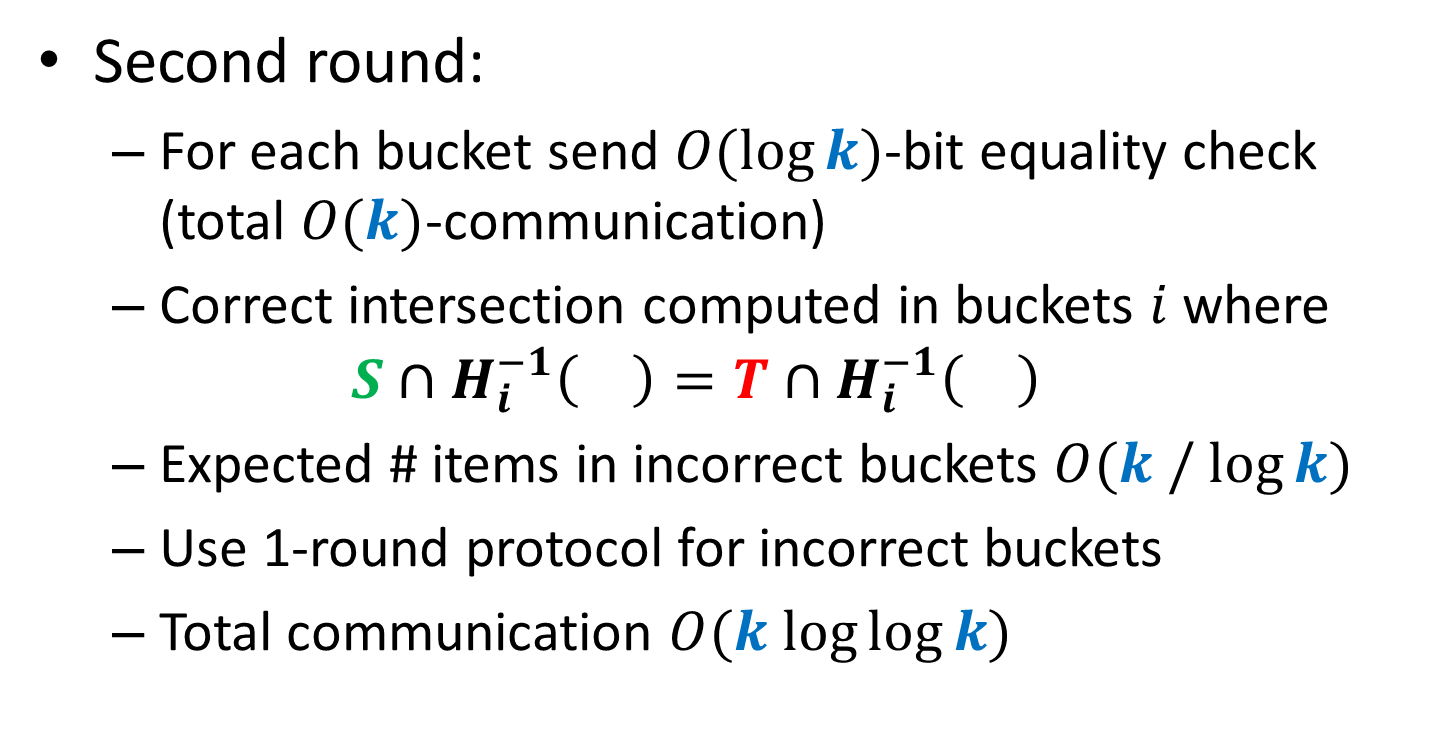 • Second round:
– For each bucket send O(log k)-bit equality check
(total O(k)-communication)
– Correct intersection computed in buckets i where
S ∩ H_i^{−1}(  ) = T ∩ H_i^{−1}(  )
– Expected # items in incorrect buckets O(k / log k)
– Use 1-round protocol for incorrect buckets
– Total communication O(k log log k)